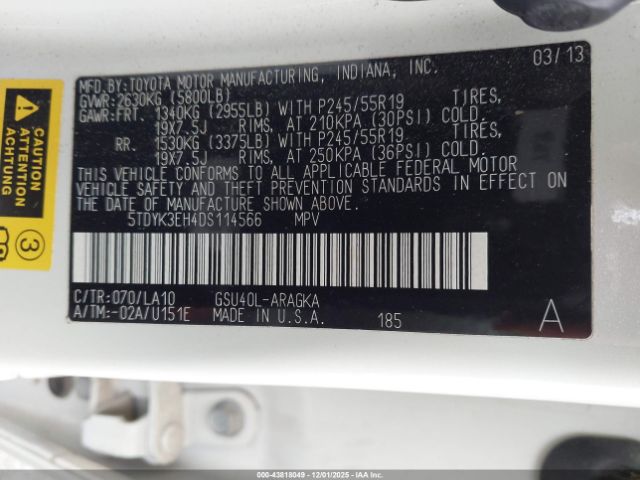 MFD.BY:TOYOTA MOTOR MANUFACTURING, INDIANA, INC. 03/13
GVWR:2630KG (5800LB)
GAWR:FRT. 1340KG (2955LB) WITH P245/55R19 TIRES,
19X7.5J RIMS, AT 210KPA (30PSI) COLD.
RR. 1530KG (3375LB) WITH P245/55R19 TIRES,
19X7.5J RIMS, AT 250KPA (36PSI) COLD.
THIS VEHICLE CONFORMS TO ALL APPLICABLE FEDERAL MOTOR
VEHICLE SAFETY AND THEFT PREVENTION STANDARDS IN EFFECT ON
THE DATE OF MANUFACTURE SHOWN ABOVE.
5TDYK3EH4DS114566 MPV
C/TR:070/LA10 GSU40L-ARAGKA
A/TM:-02A/U151E MADE IN U.S.A.
185 A
CAUTION
ATTENTION
ACHTUNG
3
000-43818049 - 12/01/2025 - IAAI.COM